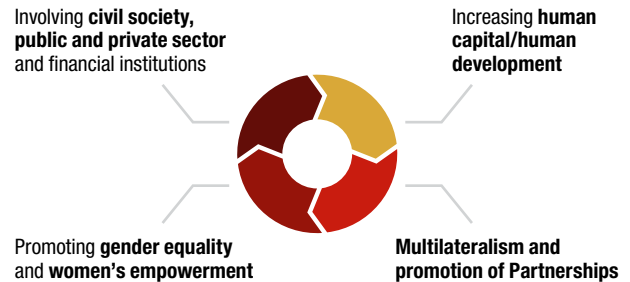 Involving civil society,
public and private sector
and financial institutions
Increasing human
capital/human
development
Promoting gender equality
and women's empowerment
Multilateralism and
promotion of Partnerships